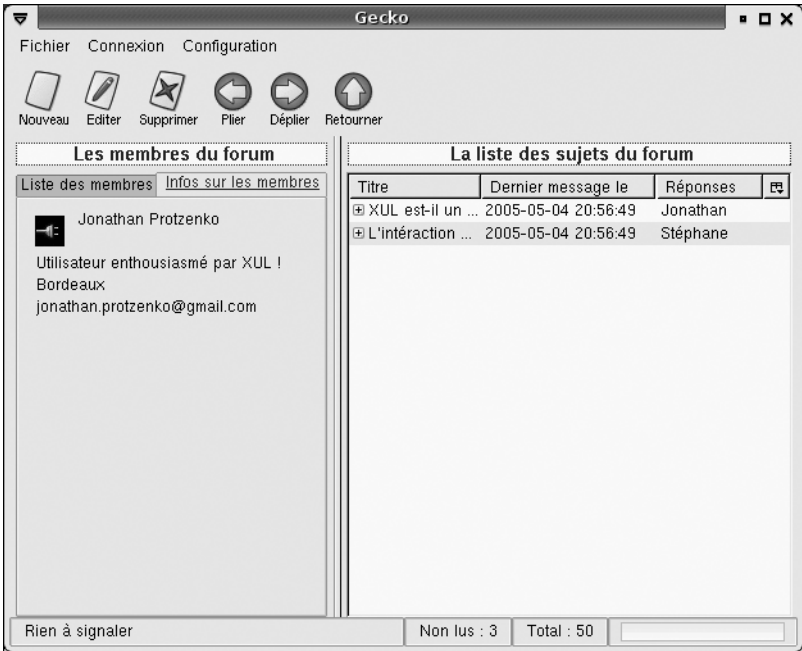 Gecko
Fichier Connexion Configuration
Nouveau Editer Supprimer Plier Déplier Retourner
Les membres du forum
Liste des membres Infos sur les membres
Jonathan Protzenko
Utilisateur enthousiasmé par XUL !
Bordeaux
jonathan.protzenko@gmail.com
La liste des sujets du forum
Titre Dernier message le Réponses
XUL est-il un ... 2005-05-04 20:56:49 Jonathan
L'intéraction ... 2005-05-04 20:56:49 Stéphane
Rien à signaler Non lus : 3 Total : 50